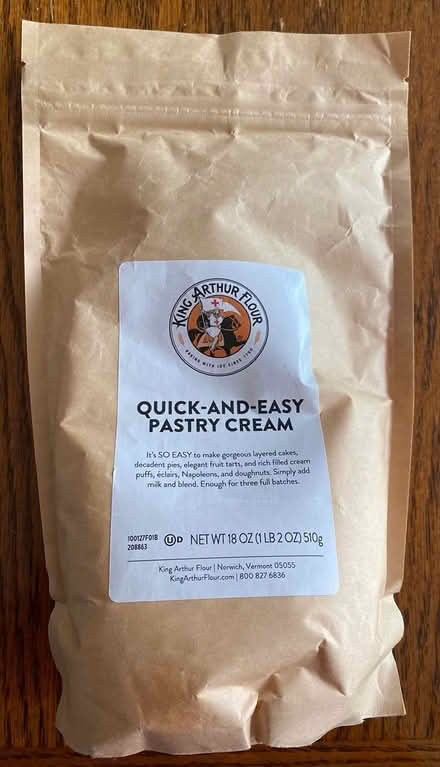 KING ARTHUR FLOUR
BAKING WITH JOY SINCE 1790
QUICK-AND-EASY
PASTRY CREAM
It's SO EASY to make gorgeous layered cakes,
decadent pies, elegant fruit tarts, and rich filled cream
puffs, éclairs, Napoleons, and doughnuts. Simply add
milk and blend. Enough for three full batches.
100127F01B
208863
U D NET WT 18 OZ (1 LB 2 OZ) 510g
King Arthur Flour | Norwich, Vermont 05055
KingArthurFlour.com | 800 827 6836